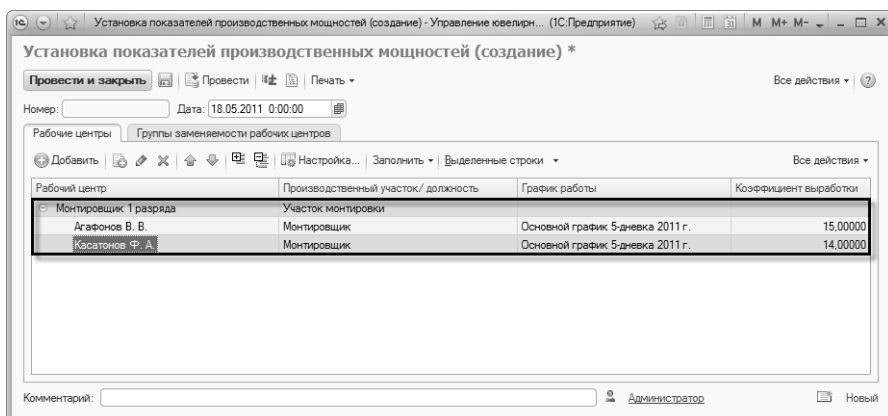 Установка показателей производственных мощностей (создание) - Управление ювелирн... (1С:Предприятие) M M+ M-
Установка показателей производственных мощностей (создание) *
Провести и закрыть Провести Печать Все действия
Номер: Дата: 18.05.2011 0:00:00
Рабочие центры Группы заменяемости рабочих центров
Добавить Настройка... Заполнить Выделенные строки Все действия
Рабочий центр Производственный участок/ должность График работы Коэффициент выработки
Монтировщик 1 разряда Участок монтировки
Агафонов В. В. Монтировщик Основной график 5-дневка 2011 г. 15,00000
Касатонов Ф. А. Монтировщик Основной график 5-дневка 2011 г. 14,00000
Комментарий: Администратор Новый